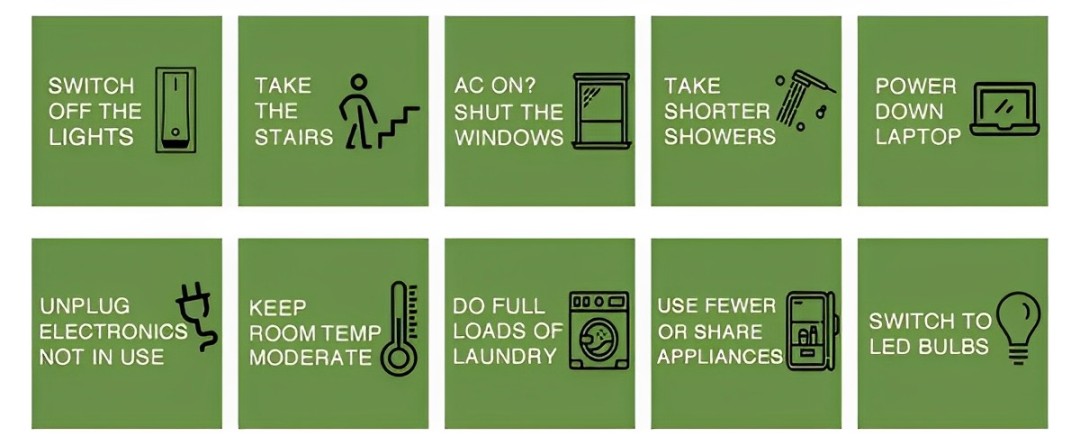 SWITCH
OFF THE
LIGHTS
TAKE
THE
STAIRS
AC ON?
SHUT THE
WINDOWS
TAKE
SHORTER
SHOWERS
POWER
DOWN
LAPTOP
UNPLUG
ELECTRONICS
NOT IN USE
KEEP
ROOM TEMP
MODERATE
DO FULL
LOADS OF
LAUNDRY
USE FEWER
OR SHARE
APPLIANCES
SWITCH TO
LED BULBS